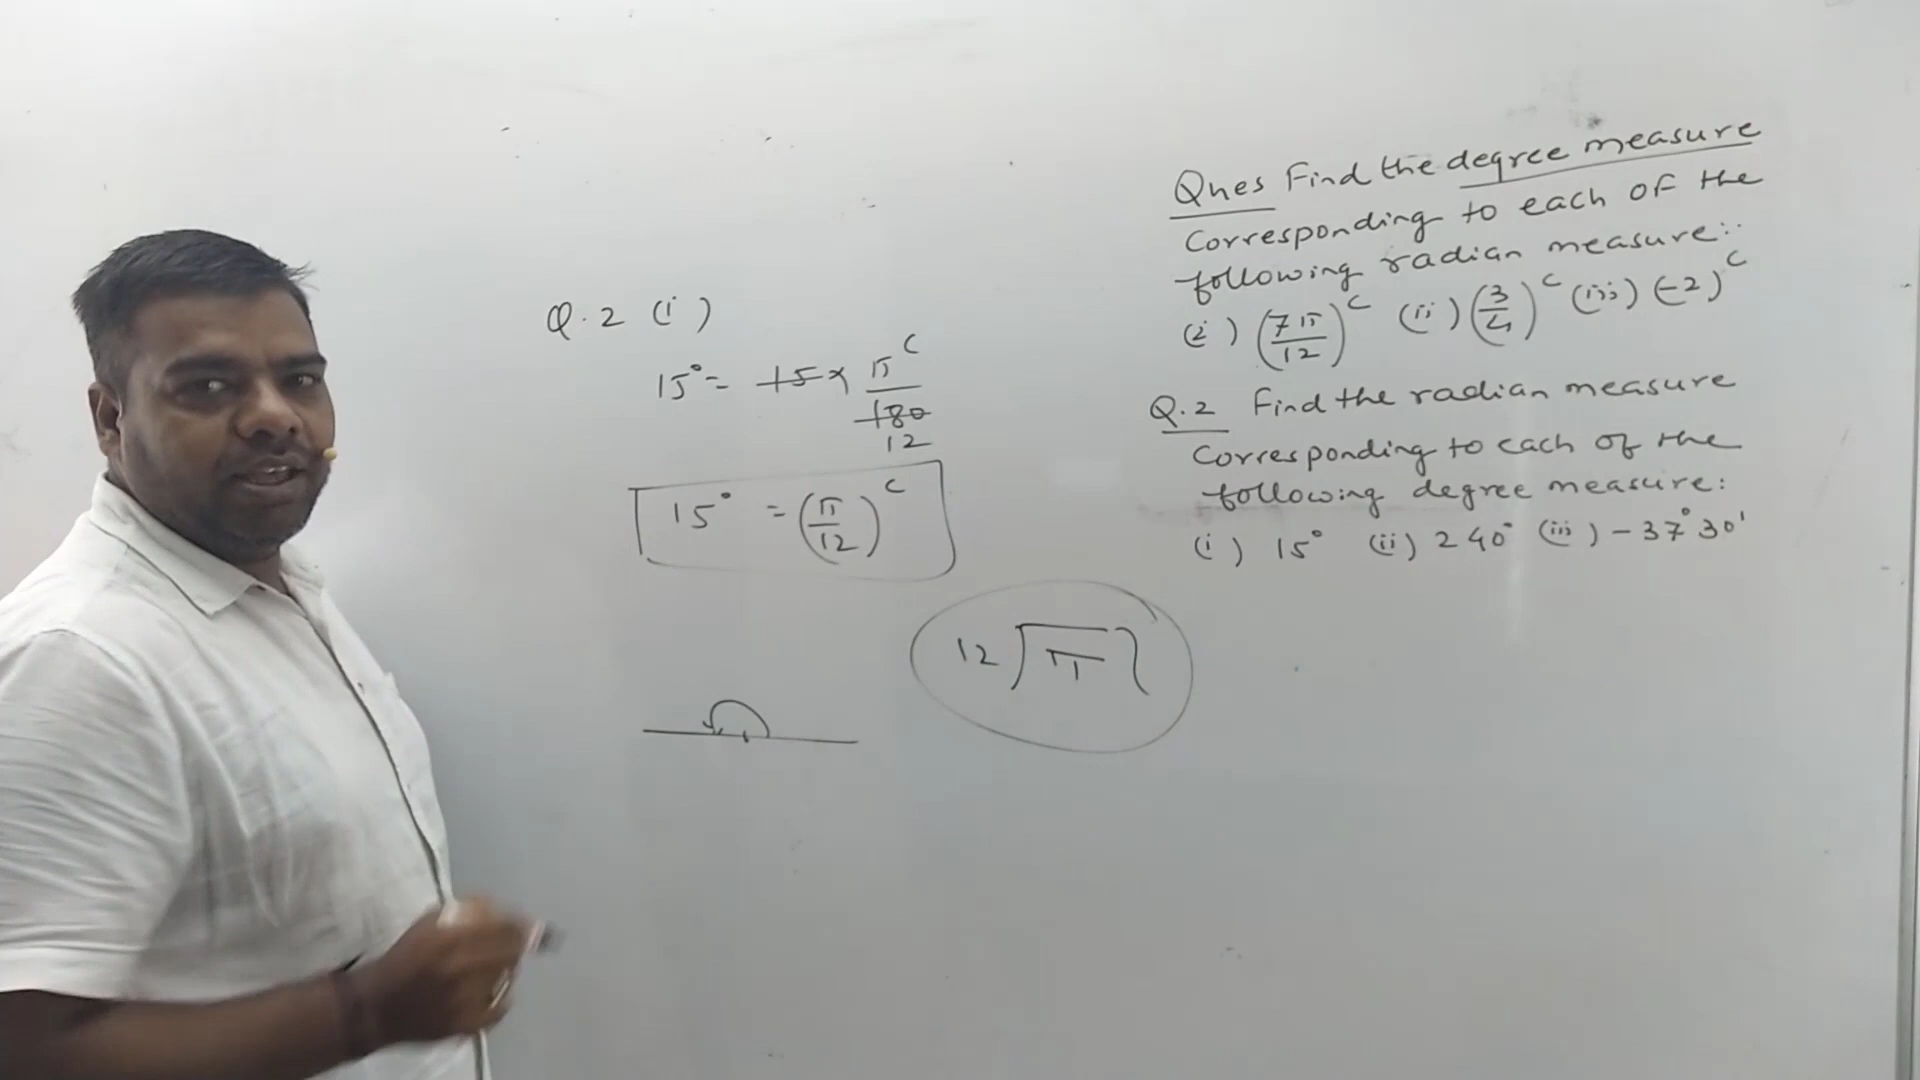 Ques Find the degree measure
Corresponding to each of the
following radian measure:.
(i) (7π/12)^c (ii) (3/4)^c (iii) (-2)^c
Q.2 Find the radian measure
Corresponding to each of the
following degree measure:
(i) 15° (ii) 240° (iii) -37°30'
Q.2 (i)
15° = 15 × π^c
180
12
15° = (π/12)^c
12 ) π (